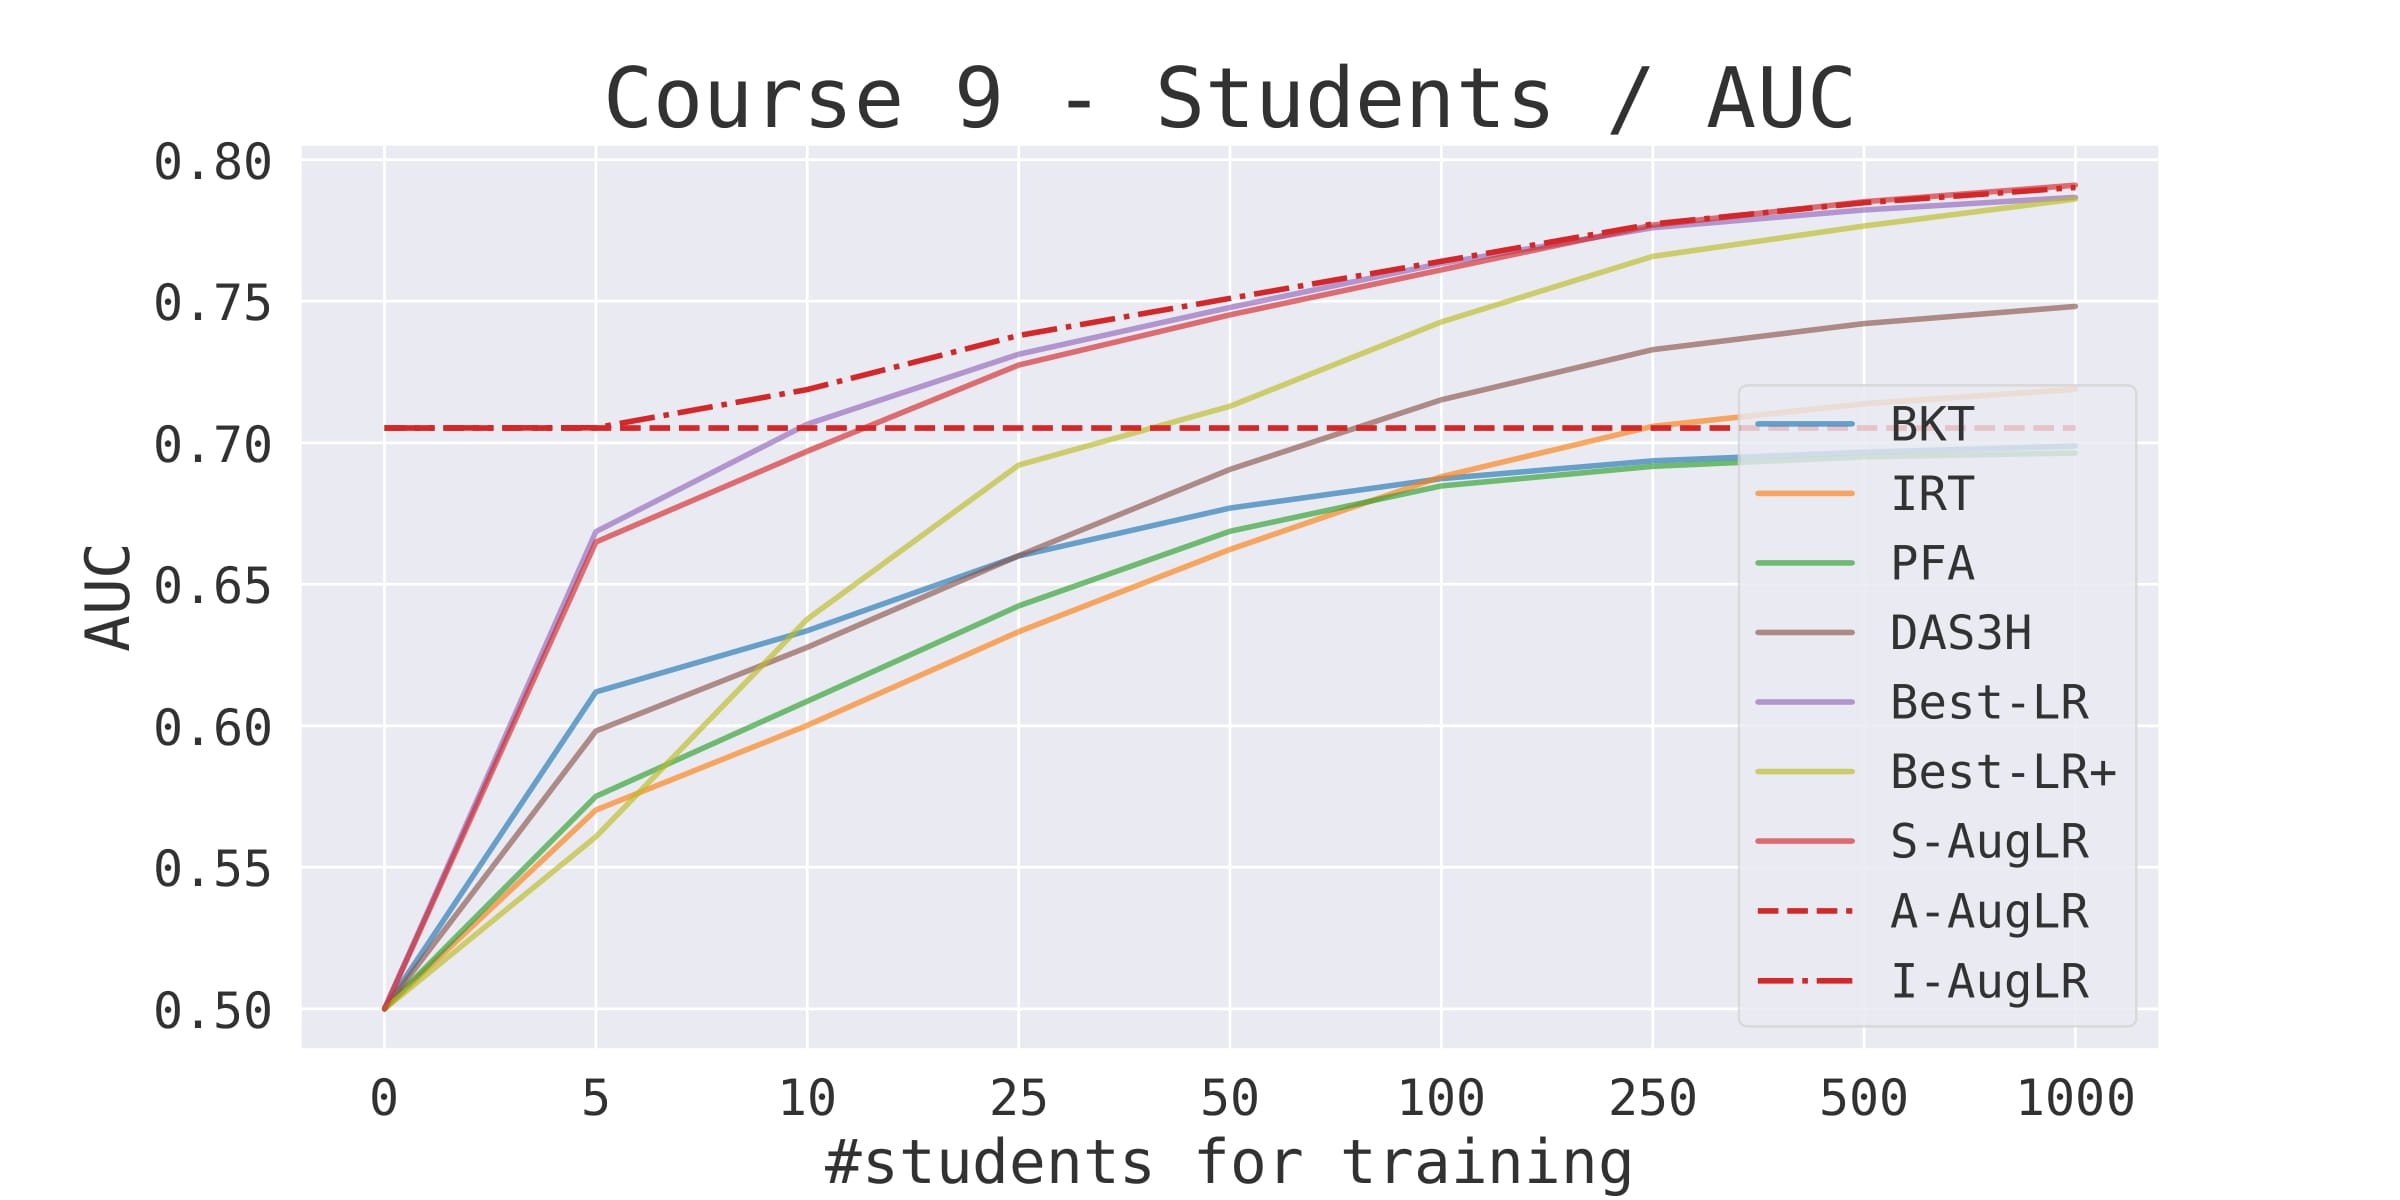 Course 9 - Students / AUC
AUC
0.80
0.75
0.70
0.65
0.60
0.55
0.50
BKT
IRT
PFA
DAS3H
Best-LR
Best-LR+
S-AugLR
A-AugLR
I-AugLR
0 5 10 25 50 100 250 500 1000
#students for training